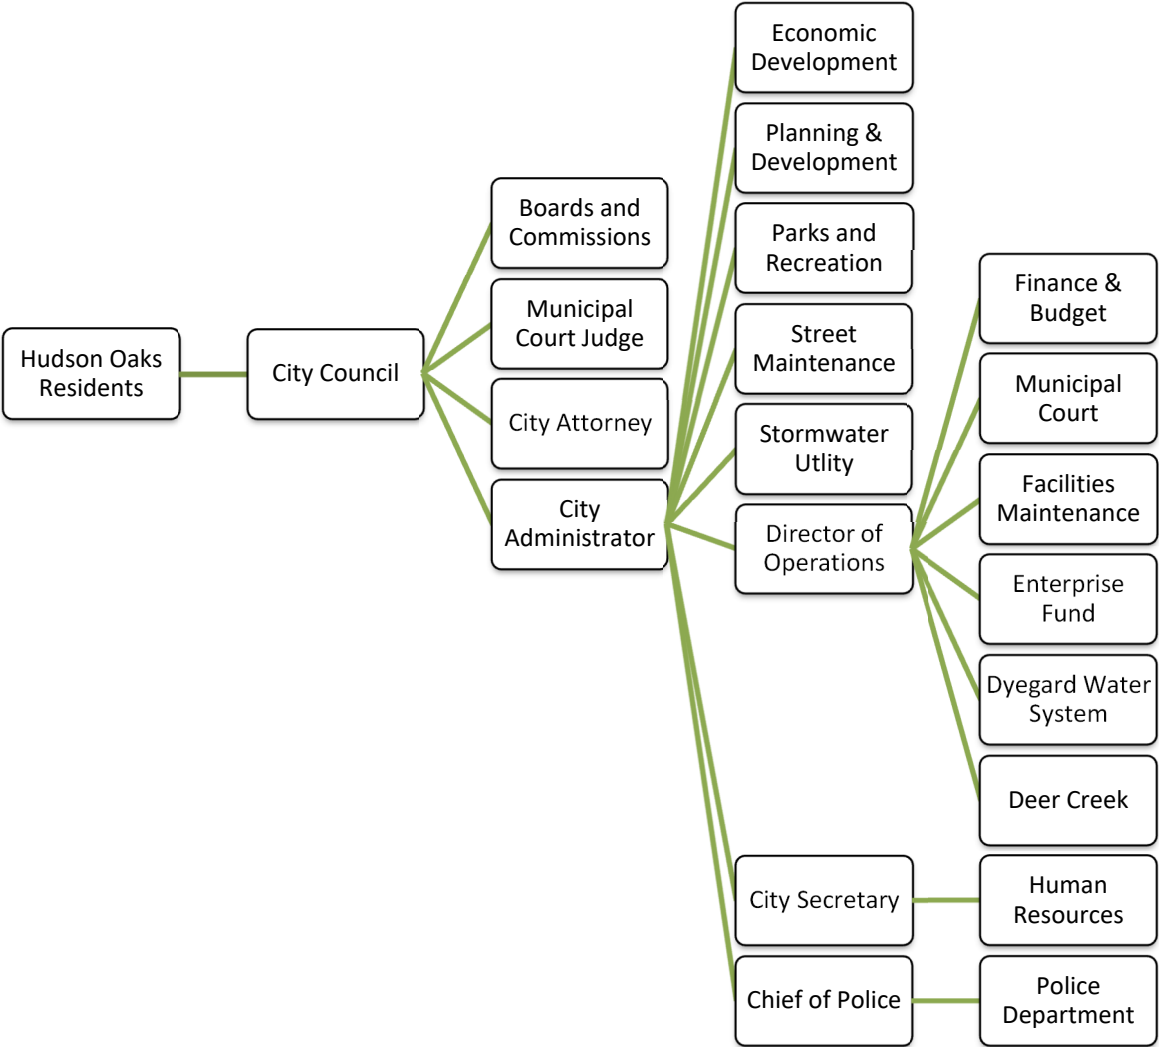 Hudson Oaks
Residents
City Council
Boards and
Commissions
Municipal
Court Judge
City Attorney
City
Administrator
Economic
Development
Planning &
Development
Parks and
Recreation
Street
Maintenance
Stormwater
Utlity
Director of
Operations
Finance &
Budget
Municipal
Court
Facilities
Maintenance
Enterprise
Fund
Dyegard Water
System
Deer Creek
City Secretary
Human
Resources
Chief of Police
Police
Department